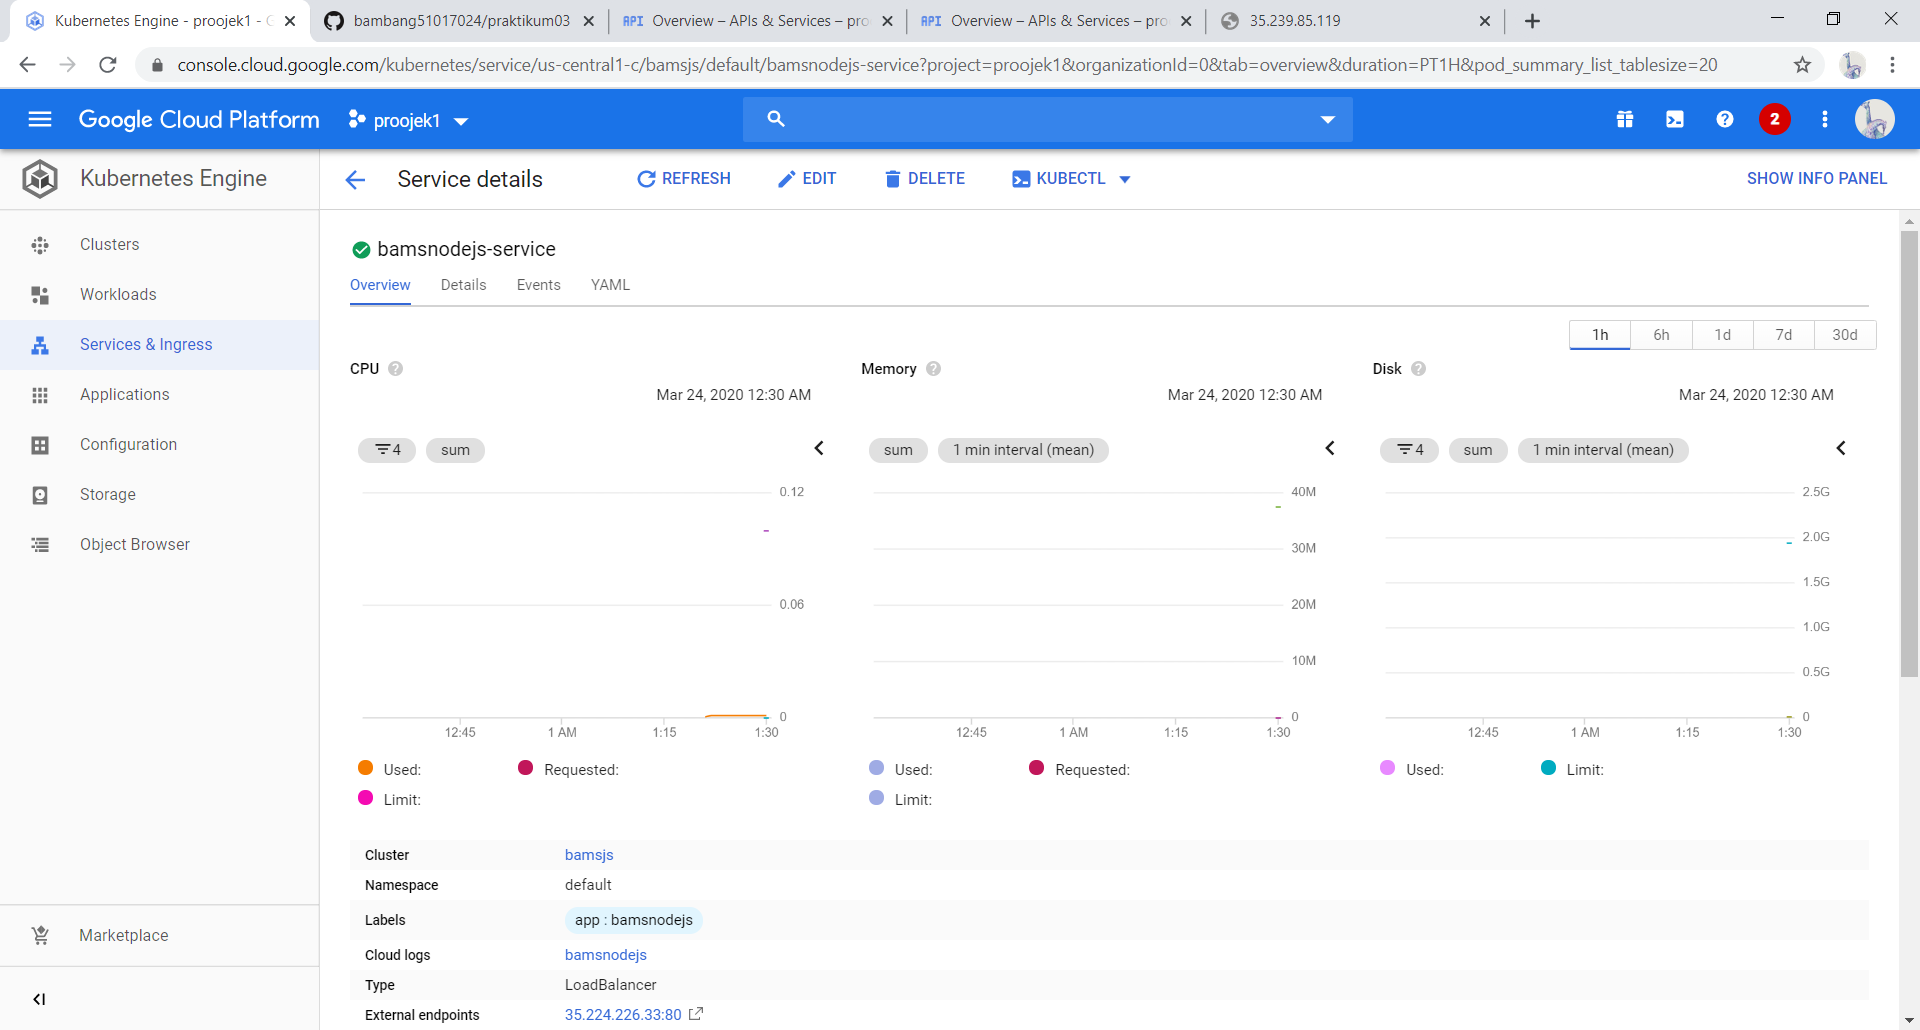 Kubernetes Engine - proojek1 - G
bambang51017024/praktikum03
API Overview – APIs & Services – pro
API Overview – APIs & Services – pro
35.239.85.119
console.cloud.google.com/kubernetes/service/us-central1-c/bamsjs/default/bamsnodejs-service?project=proojek1&organizationId=0&tab=overview&duration=PT1H&pod_summary_list_tablesize=20
Google Cloud Platform
proojek1
2
Kubernetes Engine
Service details
REFRESH
EDIT
DELETE
KUBECTL
SHOW INFO PANEL
Clusters
Workloads
Services & Ingress
Applications
Configuration
Storage
Object Browser
Marketplace
bamsnodejs-service
Overview
Details
Events
YAML
1h
6h
1d
7d
30d
CPU
Mar 24, 2020 12:30 AM
4
sum
0.12
0.06
0
12:45
1 AM
1:15
1:30
Used:
Requested:
Limit:
Memory
Mar 24, 2020 12:30 AM
sum
1 min interval (mean)
40M
30M
20M
10M
0
12:45
1 AM
1:15
1:30
Used:
Requested:
Limit:
Disk
Mar 24, 2020 12:30 AM
4
sum
1 min interval (mean)
2.5G
2.0G
1.5G
1.0G
0.5G
0
12:45
1 AM
1:15
1:30
Used:
Limit:
Cluster bamsjs
Namespace default
Labels app : bamsnodejs
Cloud logs bamsnodejs
Type LoadBalancer
External endpoints 35.224.226.33:80